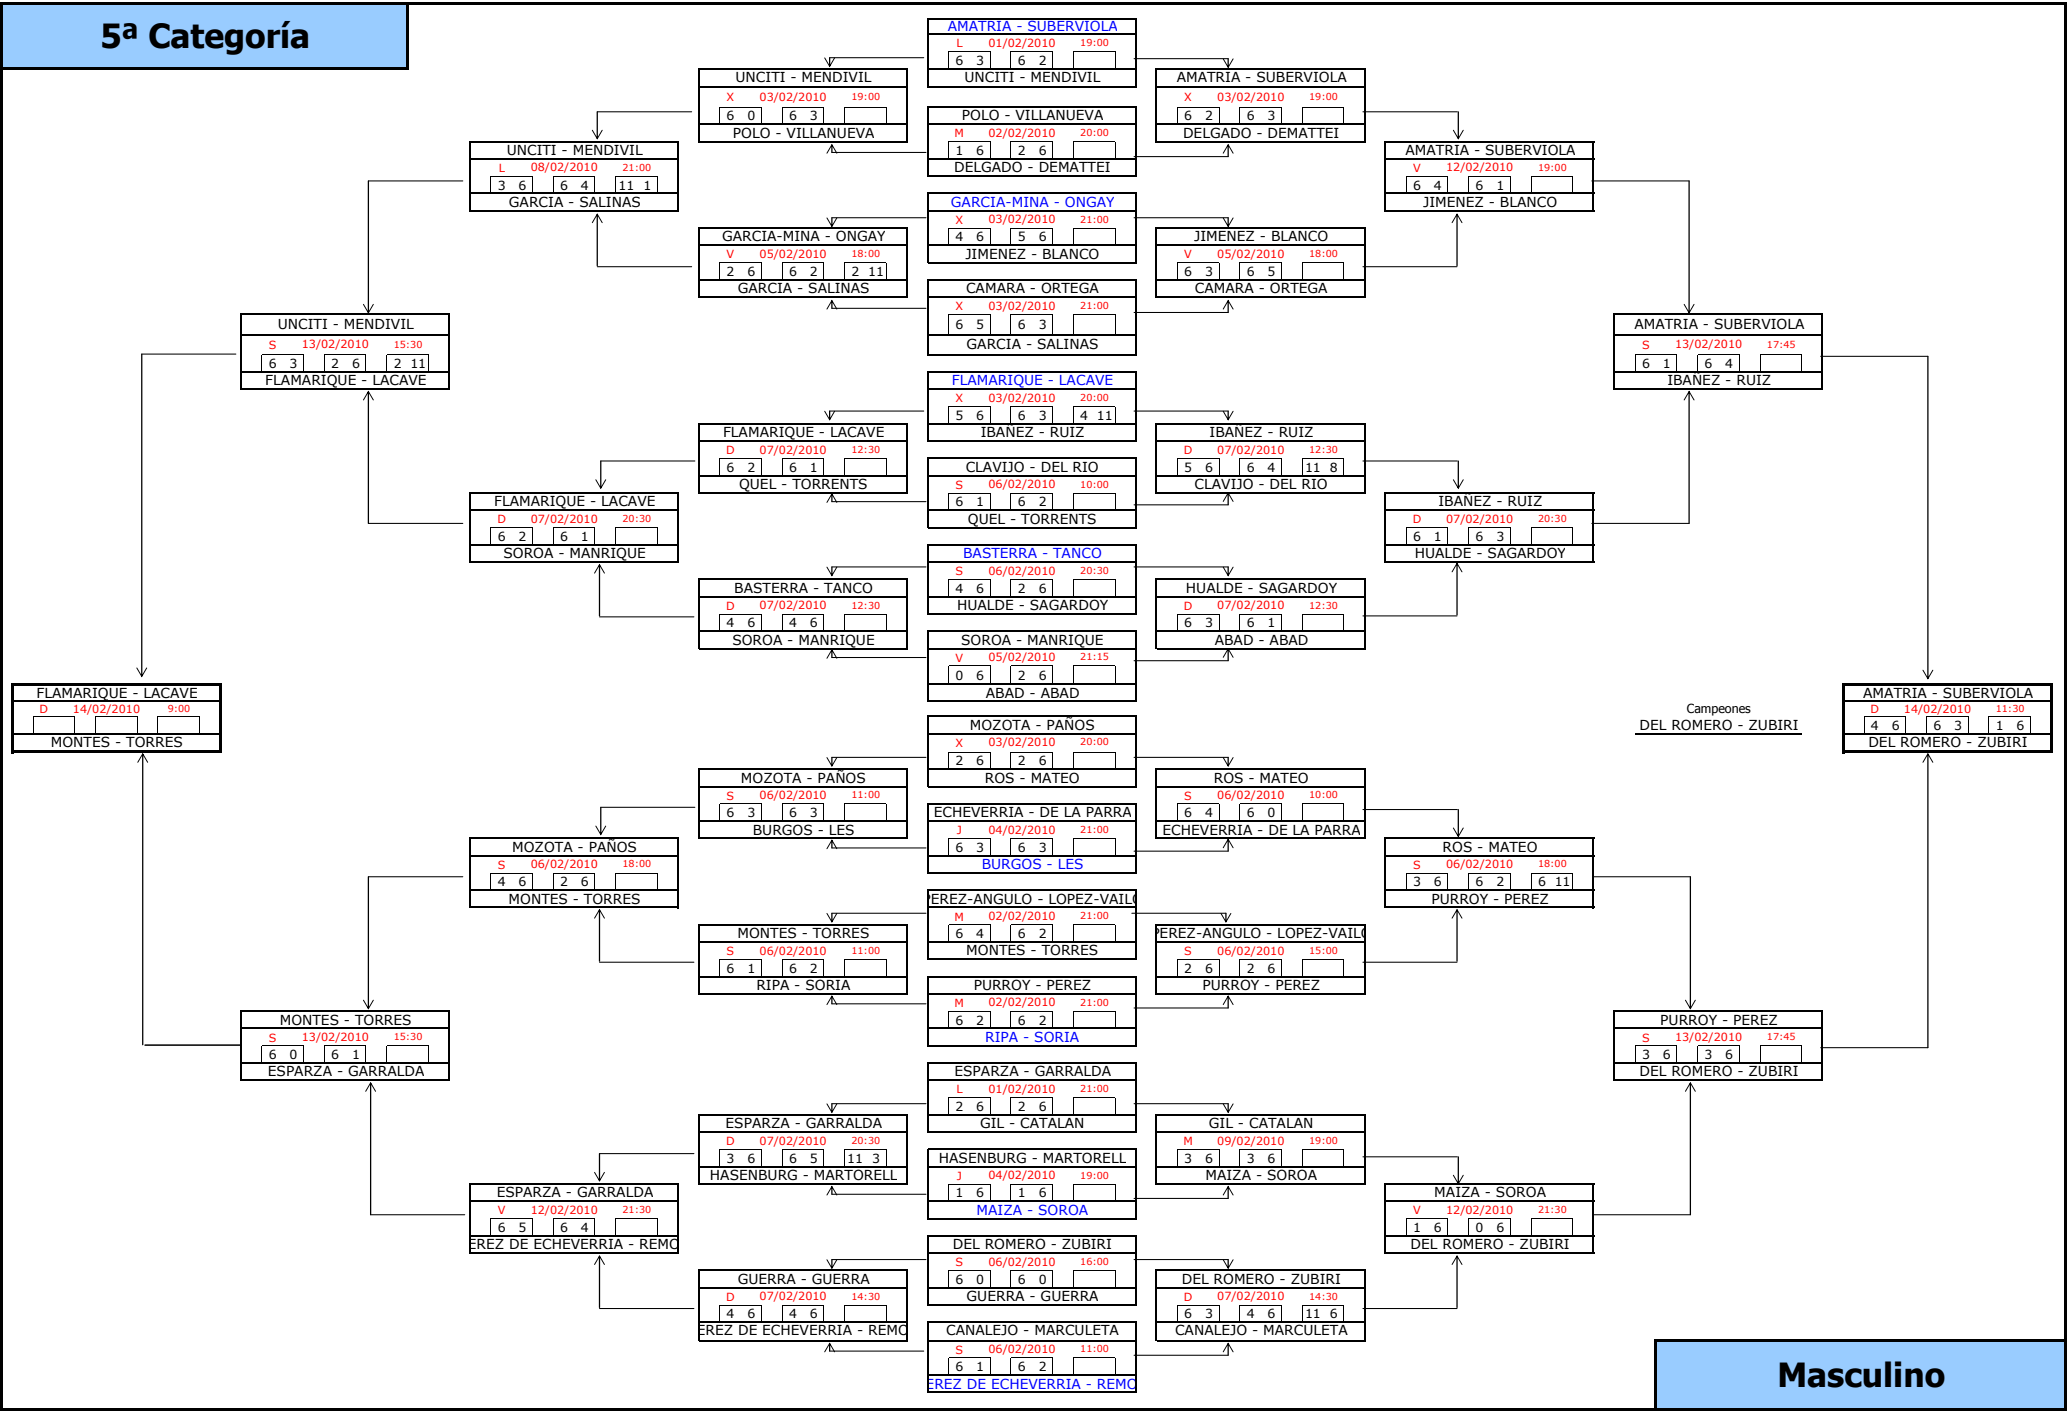 5ª Categoría
AMATRIA - SUBERVIOLA
L 01/02/2010 19:00
6 3 6 2
UNCITI - MENDIVIL
POLO - VILLANUEVA
M 02/02/2010 20:00
1 6 2 6
DELGADO - DEMATTEI
GARCIA-MINA - ONGAY
X 03/02/2010 21:00
4 6 5 6
JIMENEZ - BLANCO
CAMARA - ORTEGA
X 03/02/2010 21:00
6 5 6 3
GARCIA - SALINAS
FLAMARIQUE - LACAVE
X 03/02/2010 20:00
5 6 6 3 4 11
IBAÑEZ - RUIZ
CLAVIJO - DEL RIO
S 06/02/2010 10:00
6 1 6 2
QUEL - TORRENTS
BASTERRA - TANCO
S 06/02/2010 20:30
4 6 2 6
HUALDE - SAGARDOY
SOROA - MANRIQUE
V 05/02/2010 21:15
0 6 2 6
ABAD - ABAD
MOZOTA - PAÑOS
X 03/02/2010 20:00
2 6 2 6
ROS - MATEO
ECHEVERRIA - DE LA PARRA
J 04/02/2010 21:00
6 3 6 3
BURGOS - LES
PEREZ-ANGULO - LOPEZ-VAILO
M 02/02/2010 21:00
6 4 6 2
MONTES - TORRES
PURROY - PEREZ
M 02/02/2010 21:00
6 2 6 2
RIPA - SORIA
ESPARZA - GARRALDA
L 01/02/2010 21:00
2 6 2 6
GIL - CATALAN
HASENBURG - MARTORELL
J 04/02/2010 19:00
1 6 1 6
MAIZA - SOROA
DEL ROMERO - ZUBIRI
S 06/02/2010 16:00
6 0 6 0
GUERRA - GUERRA
CANALEJO - MARCULETA
S 06/02/2010 11:00
6 1 6 2
EREZ DE ECHEVERRIA - REMO
UNCITI - MENDIVIL
X 03/02/2010 19:00
6 0 6 3
POLO - VILLANUEVA
GARCIA-MINA - ONGAY
V 05/02/2010 18:00
2 6 6 2 2 11
GARCIA - SALINAS
FLAMARIQUE - LACAVE
D 07/02/2010 12:30
6 2 6 1
QUEL - TORRENTS
BASTERRA - TANCO
D 07/02/2010 12:30
4 6 4 6
SOROA - MANRIQUE
MOZOTA - PAÑOS
S 06/02/2010 11:00
6 3 6 3
BURGOS - LES
MONTES - TORRES
S 06/02/2010 11:00
6 1 6 2
RIPA - SORIA
ESPARZA - GARRALDA
D 07/02/2010 20:30
3 6 6 5 11 3
HASENBURG - MARTORELL
GUERRA - GUERRA
D 07/02/2010 14:30
4 6 4 6
EREZ DE ECHEVERRIA - REMO
UNCITI - MENDIVIL
L 08/02/2010 21:00
3 6 6 4 11 1
GARCIA - SALINAS
FLAMARIQUE - LACAVE
D 07/02/2010 20:30
6 2 6 1
SOROA - MANRIQUE
MOZOTA - PAÑOS
S 06/02/2010 18:00
4 6 2 6
MONTES - TORRES
ESPARZA - GARRALDA
V 12/02/2010 21:30
6 5 6 4
EREZ DE ECHEVERRIA - REMO
UNCITI - MENDIVIL
S 13/02/2010 15:30
6 3 2 6 2 11
FLAMARIQUE - LACAVE
MONTES - TORRES
S 13/02/2010 15:30
6 0 6 1
ESPARZA - GARRALDA
FLAMARIQUE - LACAVE
D 14/02/2010 9:00
MONTES - TORRES
AMATRIA - SUBERVIOLA
X 03/02/2010 19:00
6 2 6 3
DELGADO - DEMATTEI
JIMENEZ - BLANCO
V 05/02/2010 18:00
6 3 6 5
CAMARA - ORTEGA
IBAÑEZ - RUIZ
D 07/02/2010 12:30
5 6 6 4 11 8
CLAVIJO - DEL RIO
HUALDE - SAGARDOY
D 07/02/2010 12:30
6 3 6 1
ABAD - ABAD
ROS - MATEO
S 06/02/2010 10:00
6 4 6 0
ECHEVERRIA - DE LA PARRA
PEREZ-ANGULO - LOPEZ-VAILO
S 06/02/2010 15:00
2 6 2 6
PURROY - PEREZ
GIL - CATALAN
M 09/02/2010 19:00
3 6 3 6
MAIZA - SOROA
DEL ROMERO - ZUBIRI
D 07/02/2010 14:30
6 3 4 6 11 6
CANALEJO - MARCULETA
AMATRIA - SUBERVIOLA
V 12/02/2010 19:00
6 4 6 1
JIMENEZ - BLANCO
IBAÑEZ - RUIZ
D 07/02/2010 20:30
6 1 6 3
HUALDE - SAGARDOY
ROS - MATEO
S 06/02/2010 18:00
3 6 6 2 6 11
PURROY - PEREZ
MAIZA - SOROA
V 12/02/2010 21:30
1 6 0 6
DEL ROMERO - ZUBIRI
AMATRIA - SUBERVIOLA
S 13/02/2010 17:45
6 1 6 4
IBAÑEZ - RUIZ
PURROY - PEREZ
S 13/02/2010 17:45
3 6 3 6
DEL ROMERO - ZUBIRI
AMATRIA - SUBERVIOLA
D 14/02/2010 11:30
4 6 6 3 1 6
DEL ROMERO - ZUBIRI
Campeones
DEL ROMERO - ZUBIRI
Masculino